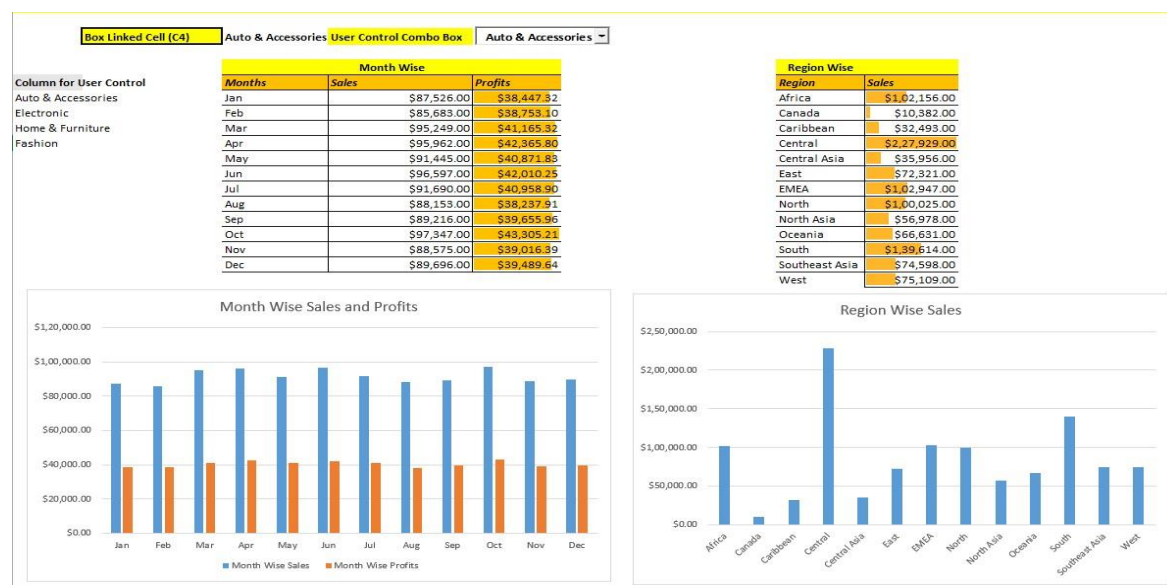 Box Linked Cell (C4) Auto & Accessories User Control Combo Box Auto & Accessories
Month Wise
Column for User Control Months Sales Profits
Auto & Accessories Jan $87,526.00 $38,447.32
Electronic Feb $85,683.00 $38,753.10
Home & Furniture Mar $95,249.00 $41,165.32
Fashion Apr $95,962.00 $42,365.80
May $91,445.00 $40,871.83
Jun $96,597.00 $42,010.25
Jul $91,690.00 $40,958.90
Aug $88,153.00 $38,237.91
Sep $89,216.00 $39,655.96
Oct $97,347.00 $43,305.21
Nov $88,575.00 $39,016.39
Dec $89,696.00 $39,489.64
Region Wise
Region Sales
Africa $1,02,156.00
Canada $10,382.00
Caribbean $32,493.00
Central $2,27,929.00
Central Asia $35,956.00
East $72,321.00
EMEA $1,02,947.00
North $1,00,025.00
North Asia $56,978.00
Oceania $66,631.00
South $1,39,614.00
Southeast Asia $74,598.00
West $75,109.00
Month Wise Sales and Profits
$1,20,000.00
$1,00,000.00
$80,000.00
$60,000.00
$40,000.00
$20,000.00
$0.00
Jan Feb Mar Apr May Jun Jul Aug Sep Oct Nov Dec
Month Wise Sales Month Wise Profits
Region Wise Sales
$2,50,000.00
$2,00,000.00
$1,50,000.00
$1,00,000.00
$50,000.00
$0.00
Africa Canada Caribbean Central Central Asia East EMEA North North Asia Oceania South Southeast Asia West